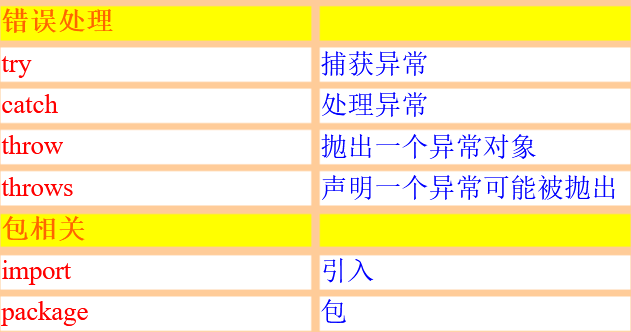 错误处理
try 捕获异常
catch 处理异常
throw 抛出一个异常对象
throws 声明一个异常可能被抛出
包相关
import 引入
package 包